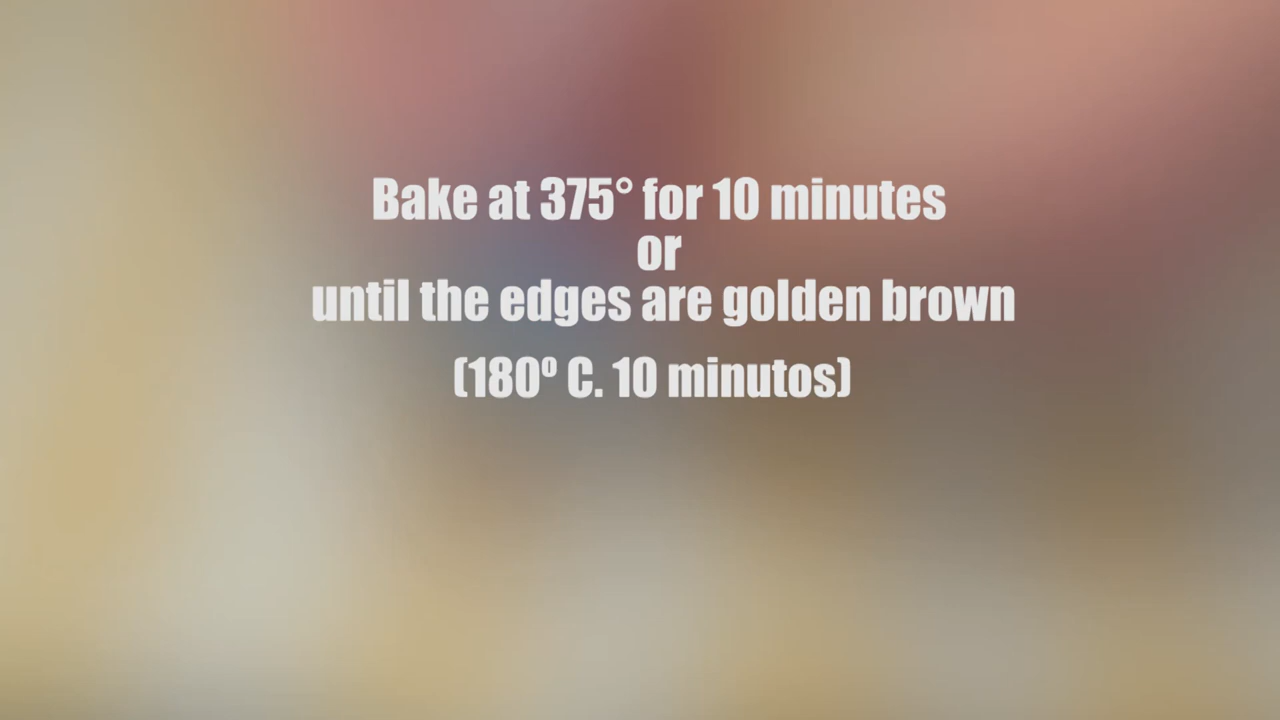 Bake at 375° for 10 minutes
or
until the edges are golden brown
(180º C. 10 minutos)